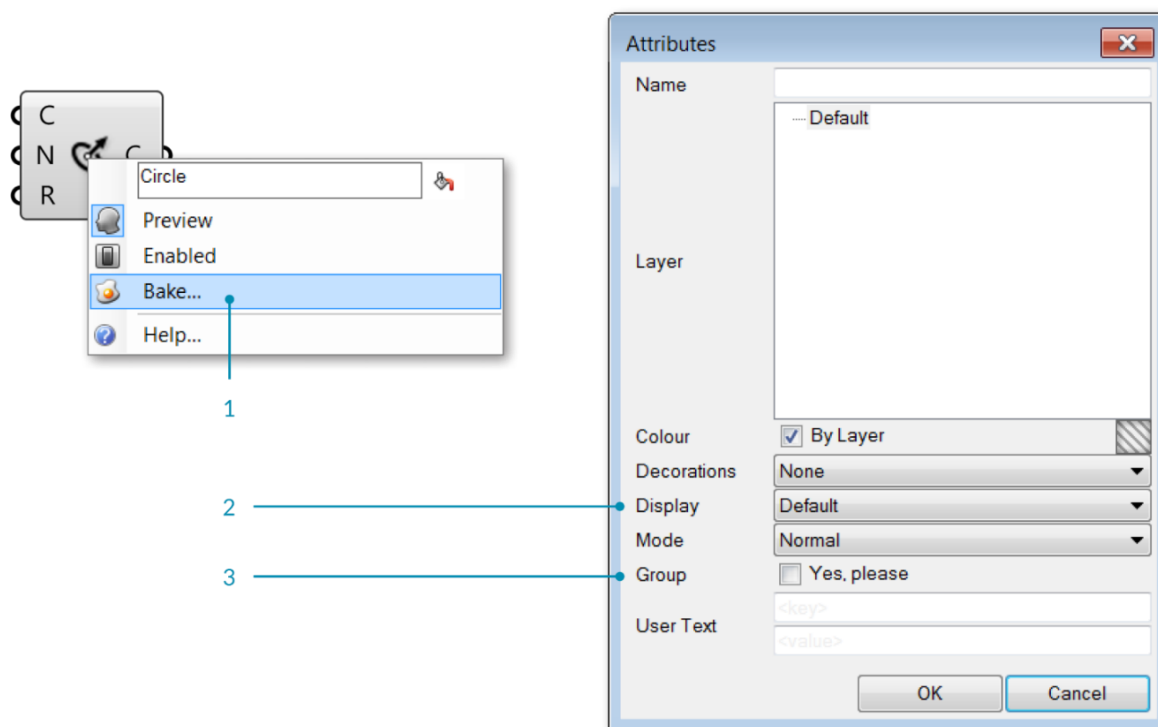 C
N C
R
Circle
Preview
Enabled
Bake...
Help...
1
2
3
Attributes
Name
Default
Layer
Colour By Layer
Decorations None
Display Default
Mode Normal
Group Yes, please
<key>
User Text
<value>
OK Cancel